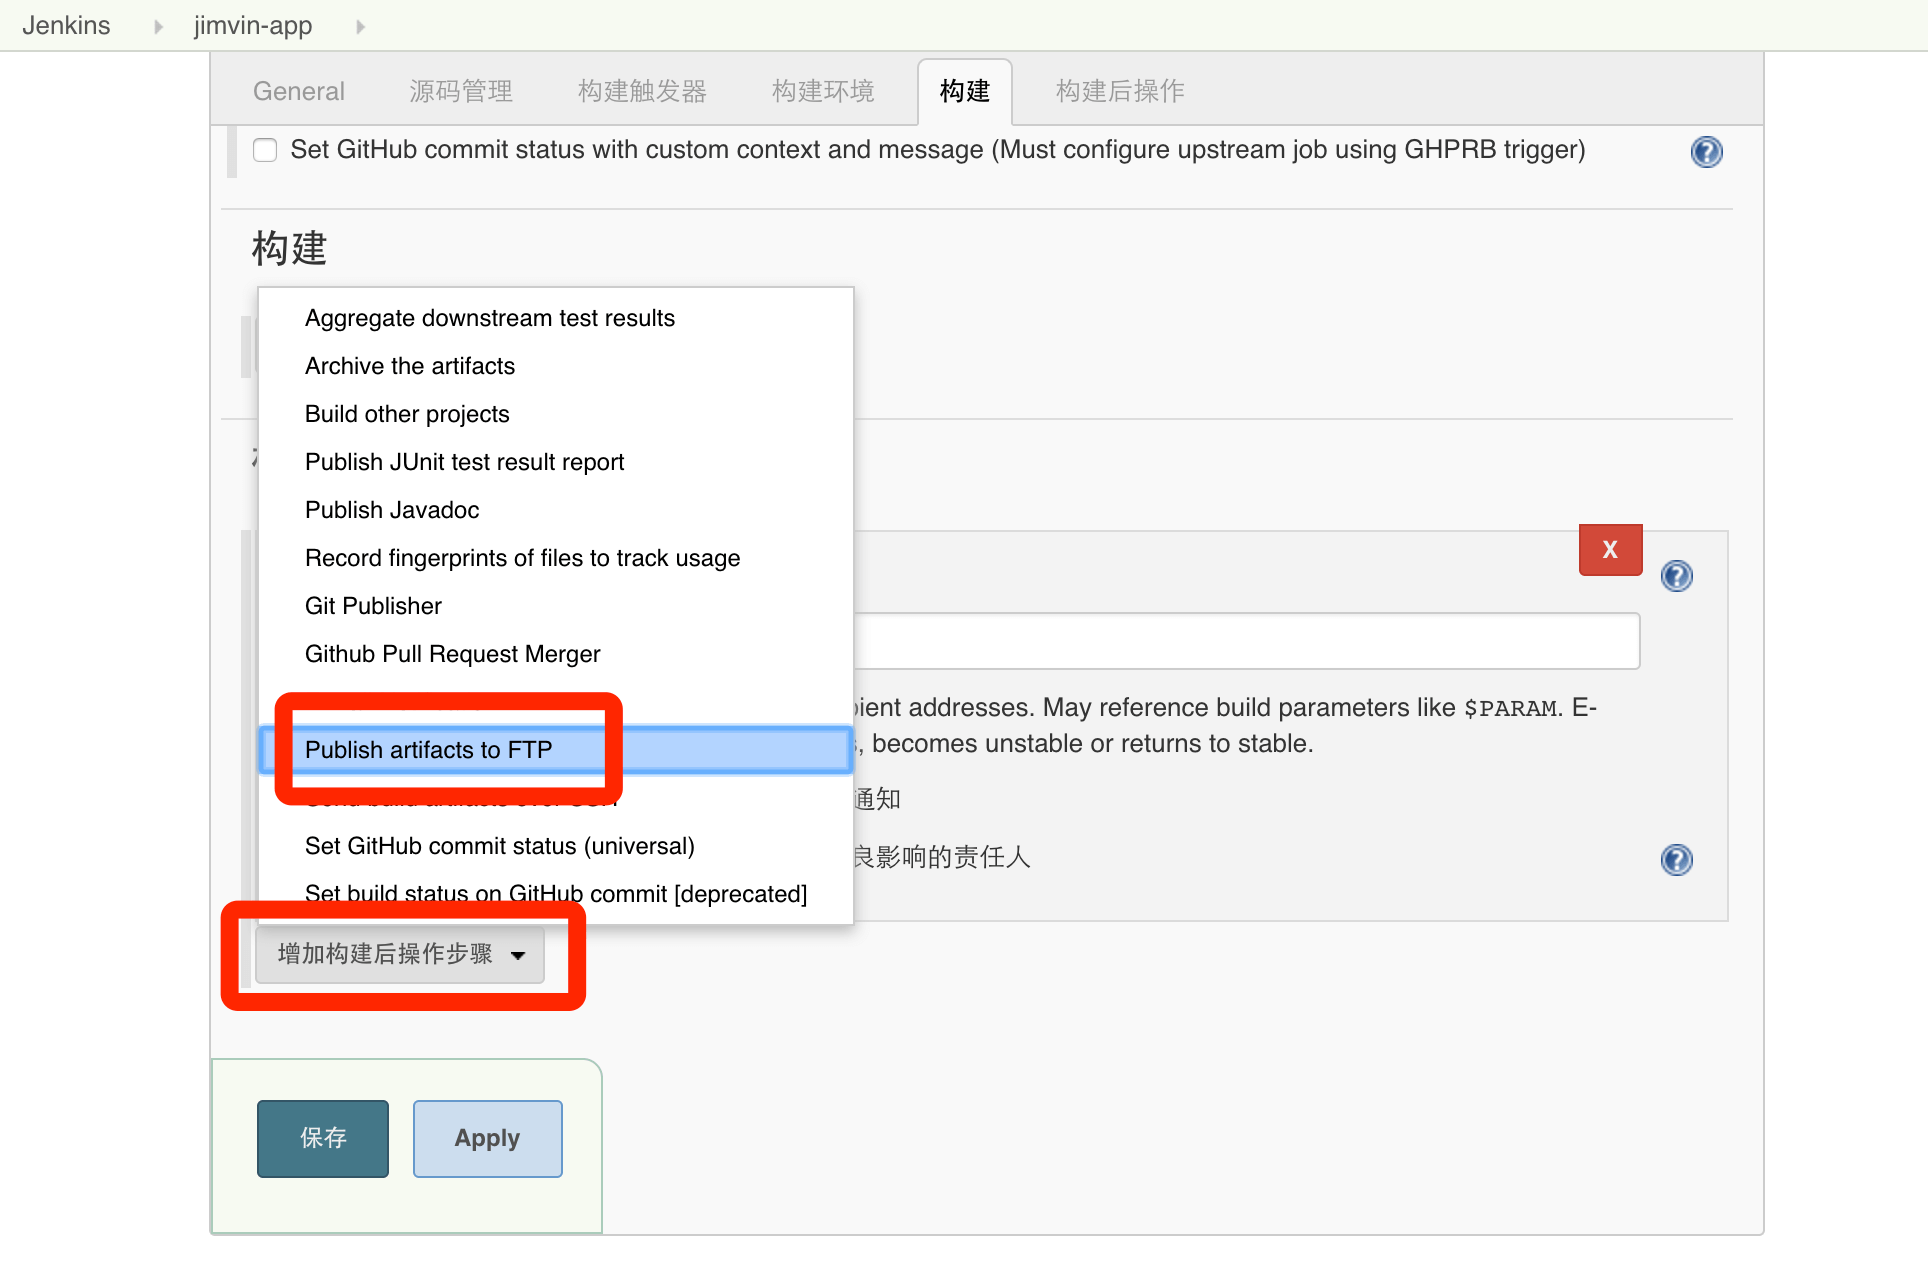 Jenkins jimvin-app
General 源码管理 构建触发器 构建环境 构建 构建后操作
Set GitHub commit status with custom context and message (Must configure upstream job using GHPRB trigger)
构建
Aggregate downstream test results
Archive the artifacts
Build other projects
Publish JUnit test result report
Publish Javadoc
Record fingerprints of files to track usage
X
Git Publisher
Github Pull Request Merger
ient addresses. May reference build parameters like $PARAM. E-
Publish artifacts to FTP
, becomes unstable or returns to stable.
通知
Set GitHub commit status (universal)
良影响的责任人
Set build status on GitHub commit [deprecated]
增加构建后操作步骤
保存 Apply